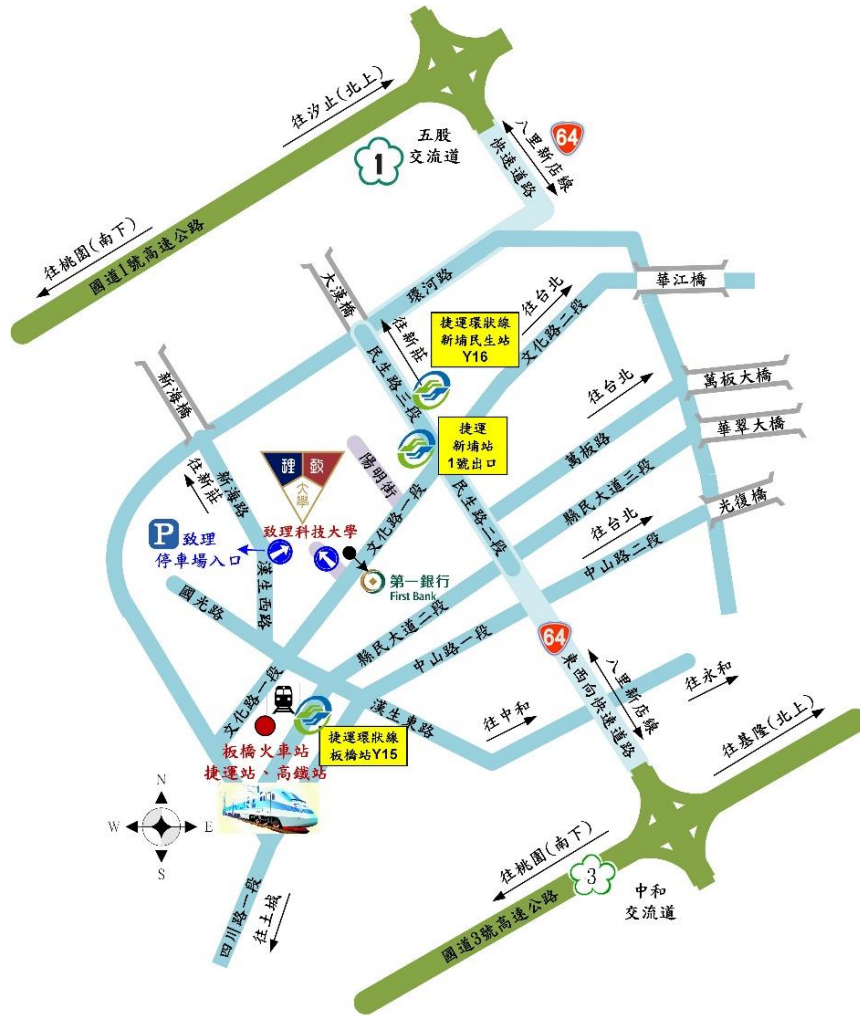 往汐止(北上)
五股
交流道
1
64
八里新店線
快速道路
往桃園(南下)
國道1號高速公路
大漢橋
環河路
往台北
華江橋
往新莊
捷運環狀線
新埔民生站
Y16
文化路二段
民生路三段
新海橋
往台北
萬板大橋
捷運
新埔站
1號出口
萬板路
華翠大橋
往新莊
新海路
理致
大學
陽明街
縣民大道三段
致理科技大學
文化路一段
民生路二段
往台北
光復橋
P 致理
停車場入口
漢生西路
中山路二段
第一銀行
First Bank
國光路
縣民大道二段
中山路一段
64
八里新店線
東西向快速道路
文化路一段
漢生東路
往中和
往永和
捷運環狀線
板橋站Y15
板橋火車站
捷運站、高鐵站
往基隆(北上)
N
W
E
S
往桃園(南下)
3
中和
交流道
四川路一段
往土城
國道3號高速公路